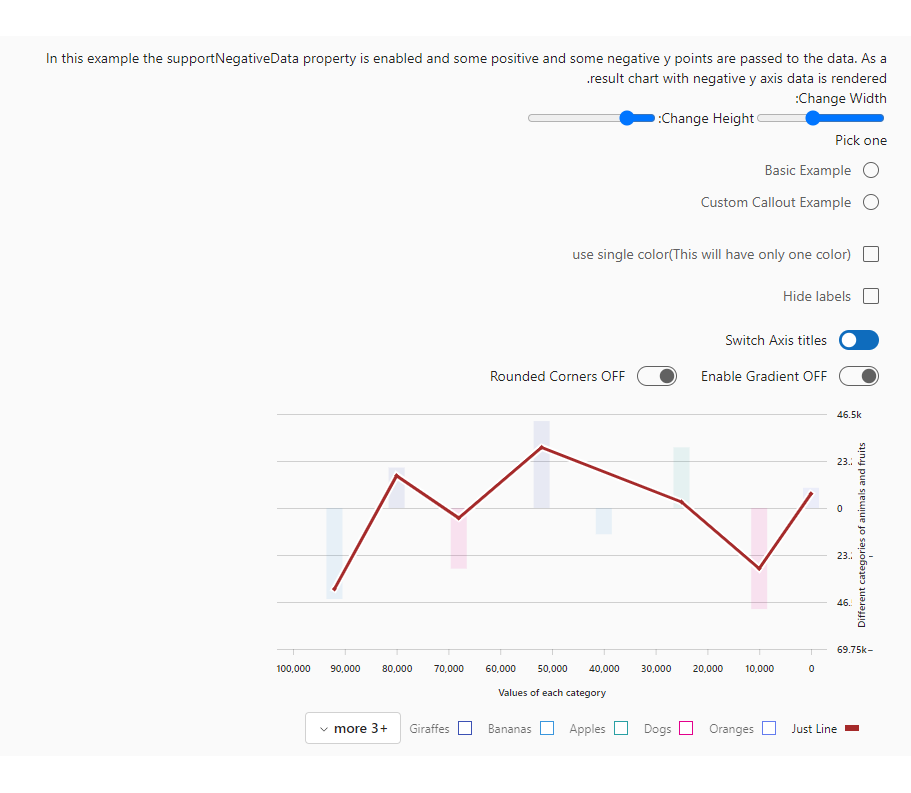 In this example the supportNegativeData property is enabled and some positive and some negative y points are passed to the data. As a
.result chart with negative y axis data is rendered
:Change Width
:Change Height
Pick one
Basic Example
Custom Callout Example
use single color(This will have only one color)
Hide labels
Switch Axis titles
Rounded Corners OFF Enable Gradient OFF
46.5k
0
69.75k–
Different categories of animals and fruits
100,000 90,000 80,000 70,000 60,000 50,000 40,000 30,000 20,000 10,000 0
Values of each category
more 3+ Giraffes Bananas Apples Dogs Oranges Just Line